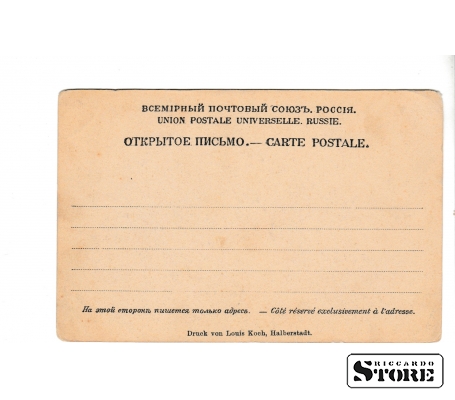 ВСЕМІРНЫЙ ПОЧТОВЫЙ СОЮЗЪ. РОССІЯ.
UNION POSTALE UNIVERSELLE. RUSSIE.
ОТКРЫТОЕ ПИСЬМО.— CARTE POSTALE.
На этой сторонѣ пишется только адресъ. — Côté réservé exclusivement à l'adresse.
Druck von Louis Koch, Halberstadt.
RICCARDO
STORE